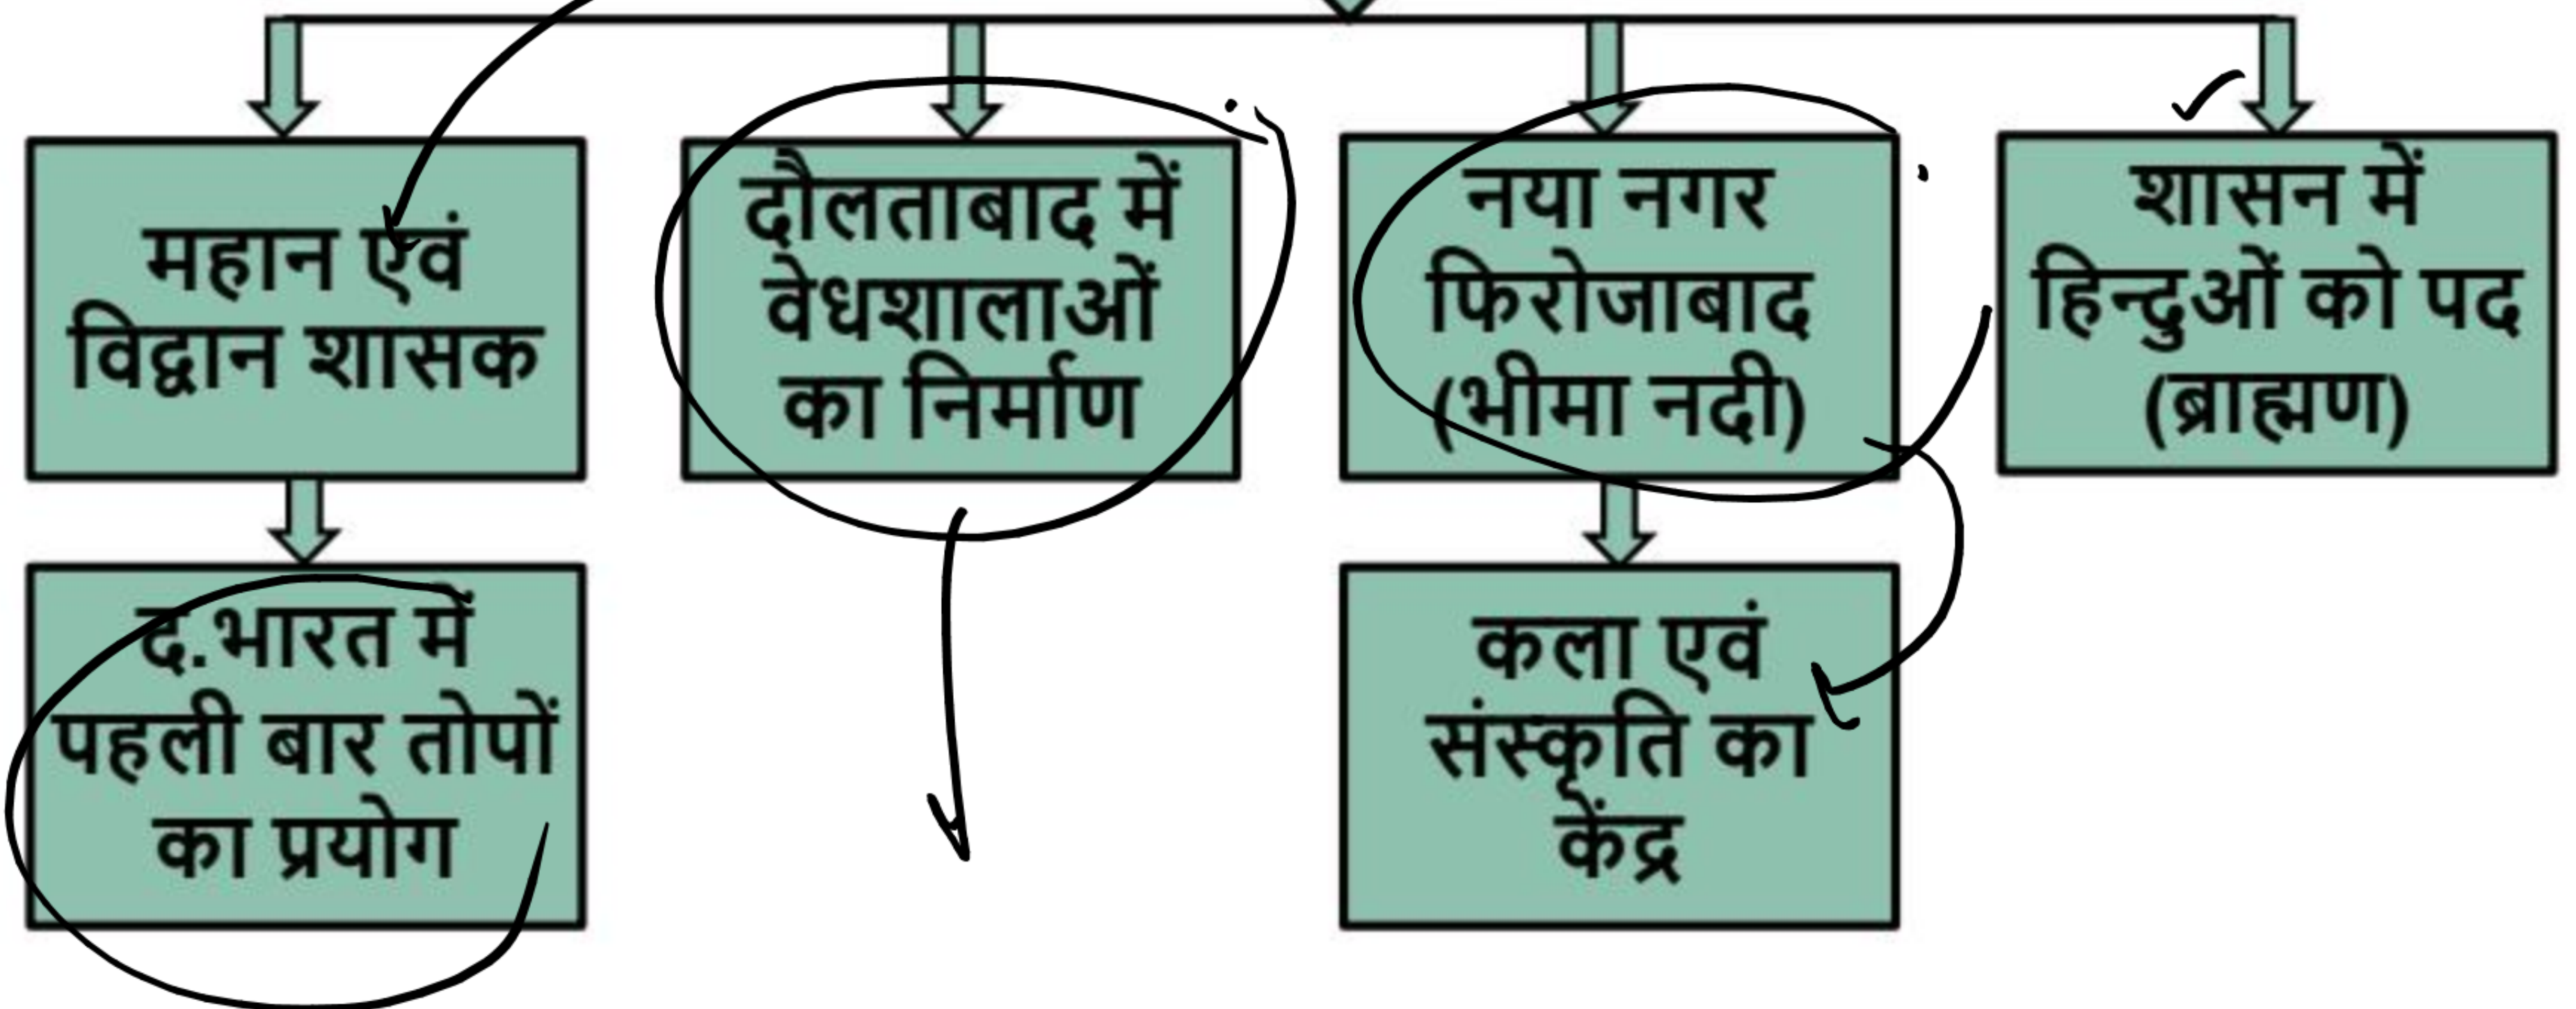 महान एवं
विद्वान शासक
दौलताबाद में
वेधशालाओं
का निर्माण
नया नगर
फिरोजाबाद
(भीमा नदी)
शासन में
हिन्दुओं को पद
(ब्राह्मण)
द.भारत में
पहली बार तोपों
का प्रयोग
कला एवं
संस्कृति का
केंद्र